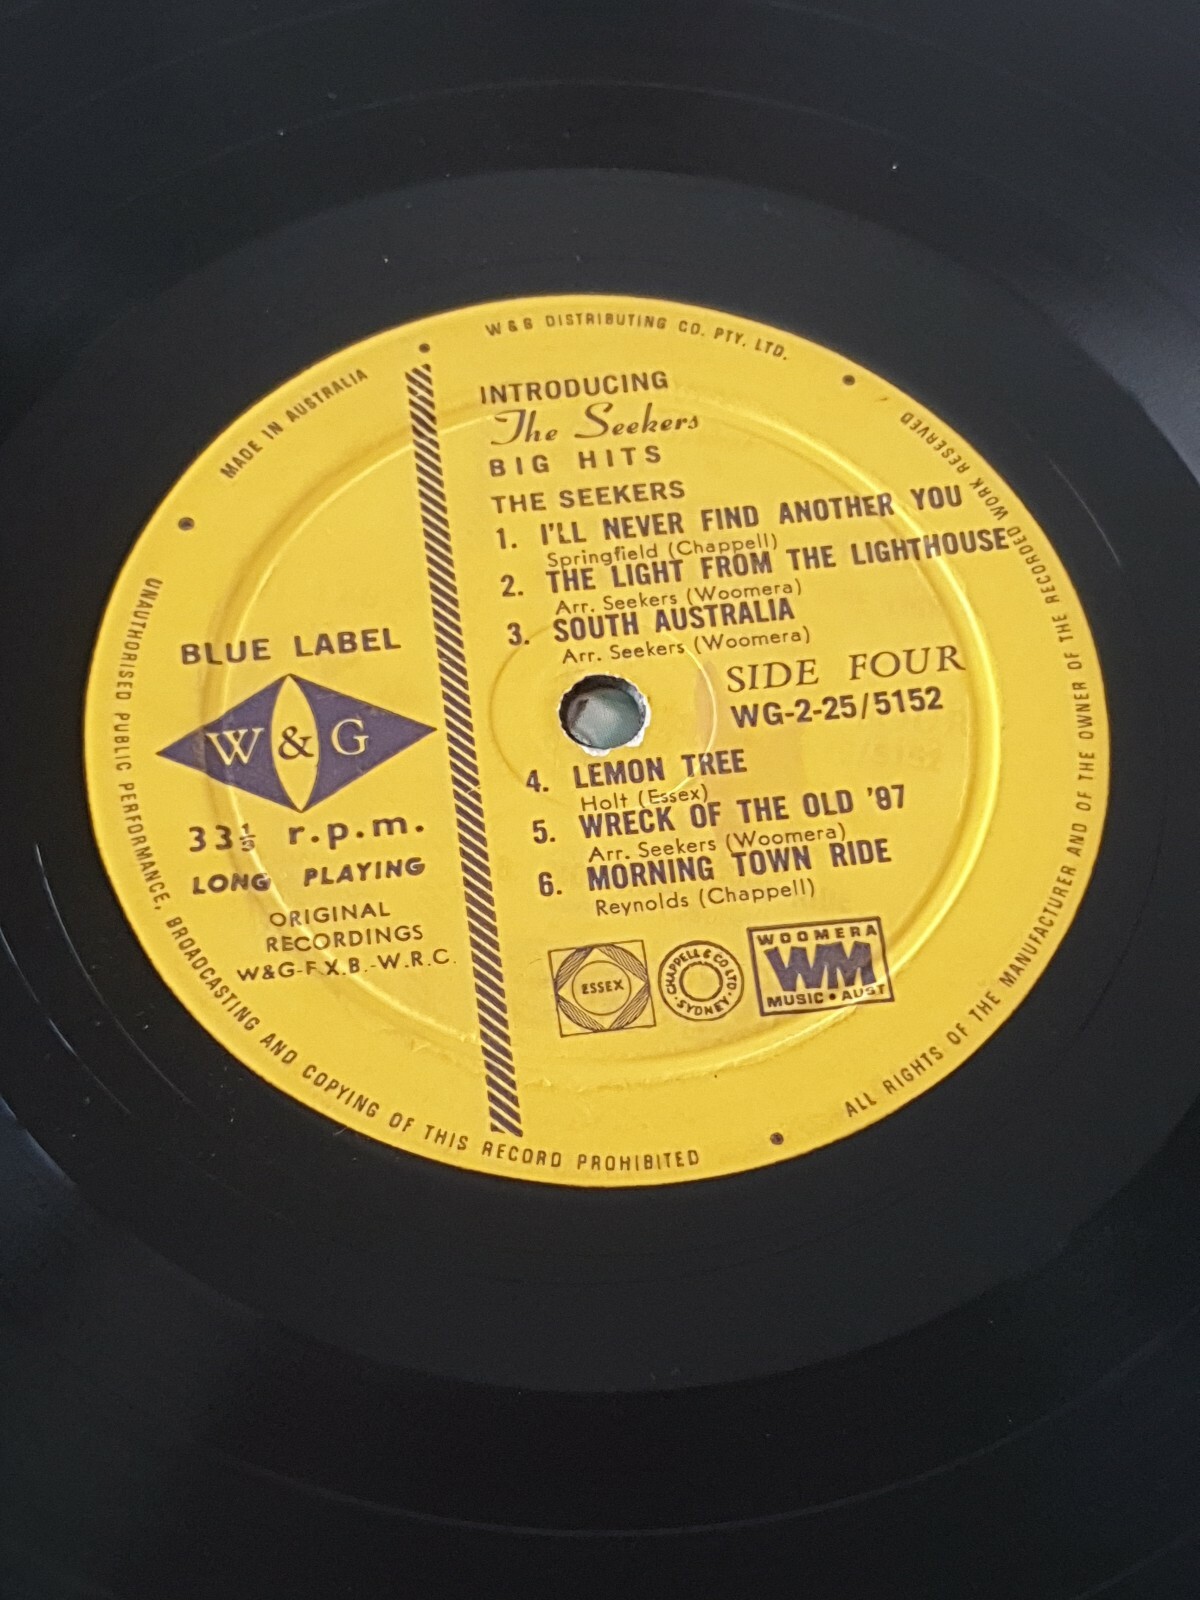 W & G DISTRIBUTING CO. PTY. LTD.
MADE IN AUSTRALIA
INTRODUCING
The Seekers
BIG HITS
THE SEEKERS
1. I'LL NEVER FIND ANOTHER YOU
Springfield (Chappell)
2. THE LIGHT FROM THE LIGHTHOUSE
Arr. Seekers (Woomera)
3. SOUTH AUSTRALIA
Arr. Seekers (Woomera)
SIDE FOUR
WG-2-25/5152
4. LEMON TREE
Holt (Essex)
5. WRECK OF THE OLD '97
Arr. Seekers (Woomera)
6. MORNING TOWN RIDE
Reynolds (Chappell)
BLUE LABEL
W & G
33⅓ r.p.m.
LONG PLAYING
ORIGINAL
RECORDINGS
W&G-F.X.B.-W.R.C.
ESSEX
CHAPPELL & CO LTD. • SYDNEY •
WOOMERA
WM
MUSIC • AUST
ALL RIGHTS OF THE MANUFACTURER AND OF THE OWNER OF THE RECORDED WORK RESERVED
UNAUTHORISED PUBLIC PERFORMANCE, BROADCASTING AND COPYING OF THIS RECORD PROHIBITED